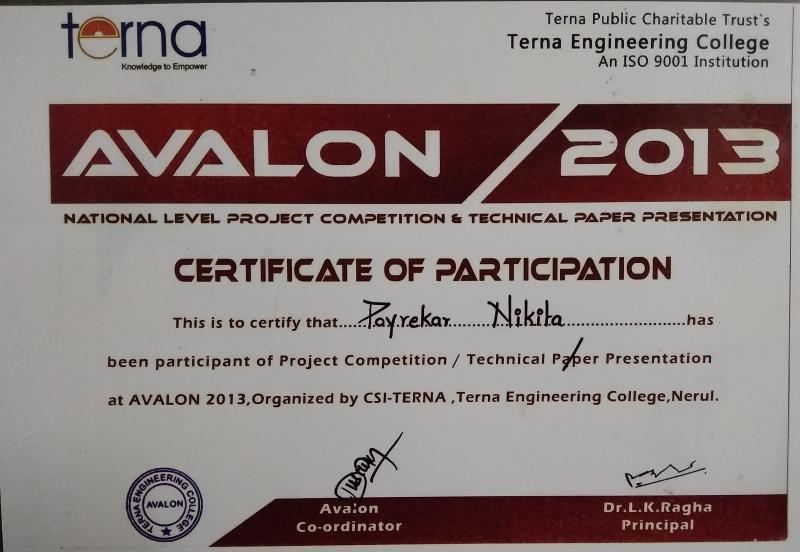 terna
Knowledge to Empower
Terna Public Charitable Trust`s
Terna Engineering College
An ISO 9001 Institution
AVALON / 2013
NATIONAL LEVEL PROJECT COMPETITION & TECHNICAL PAPER PRESENTATION
CERTIFICATE OF PARTICIPATION
This is to certify that.....Payrekar......Nikita......................has
been participant of Project Competition / Technical Paper Presentation
at AVALON 2013,Organized by CSI-TERNA ,Terna Engineering College,Nerul.
TERNA ENGINEERING COLLEGE
AVALON
Avalon
Co-ordinator
Dr.L.K.Ragha
Principal